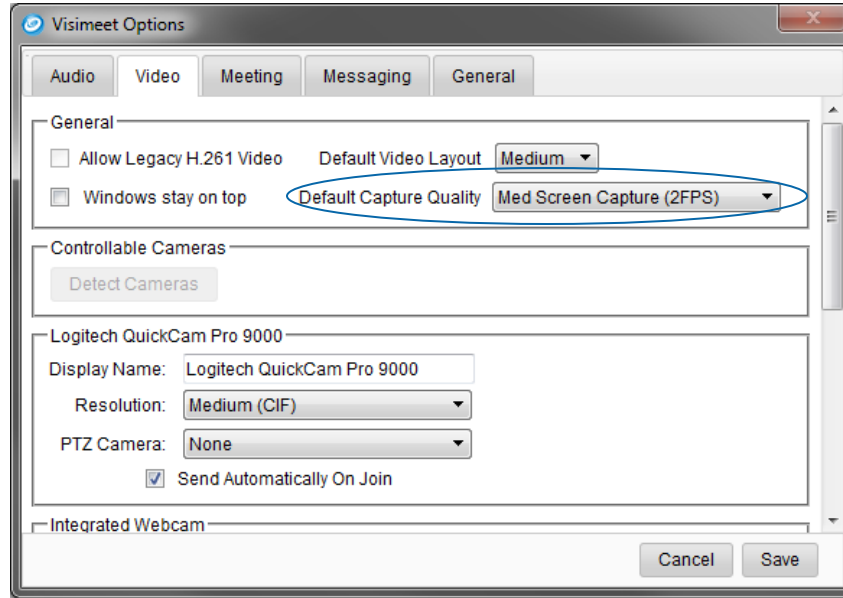 Visimeet Options
Audio Video Meeting Messaging General
General
Allow Legacy H.261 Video Default Video Layout Medium
Windows stay on top Default Capture Quality Med Screen Capture (2FPS)
Controllable Cameras
Detect Cameras
Logitech QuickCam Pro 9000
Display Name: Logitech QuickCam Pro 9000
Resolution: Medium (CIF)
PTZ Camera: None
Send Automatically On Join
Integrated Webcam
Cancel Save